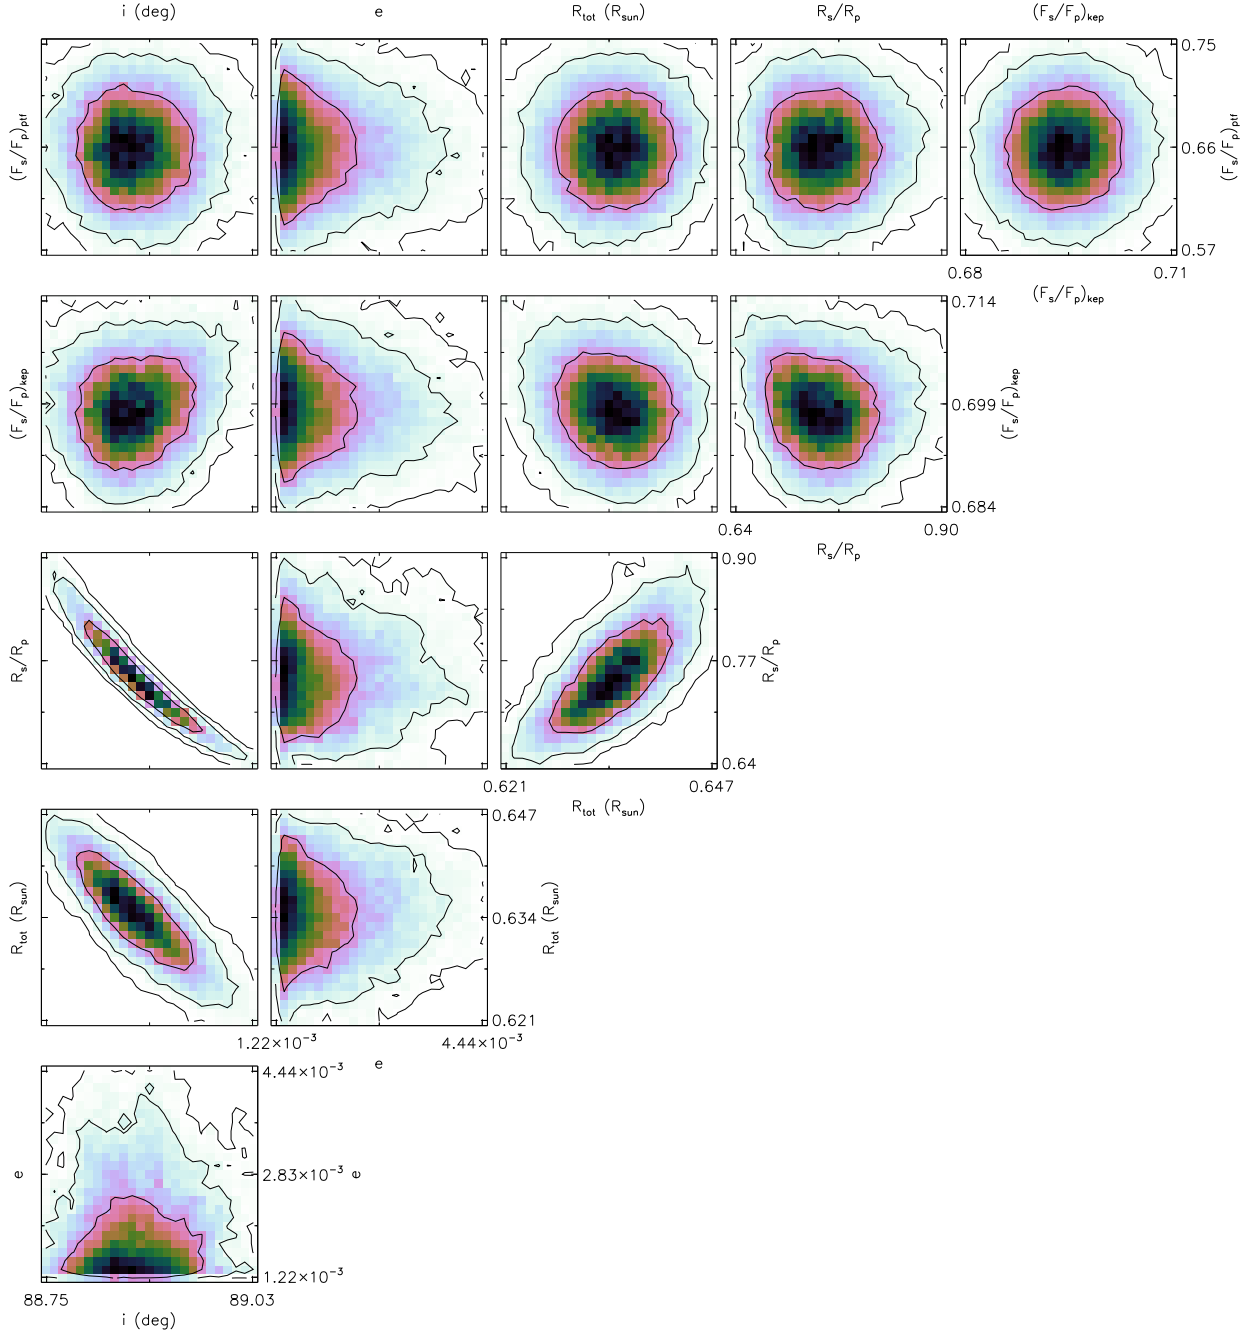 i (deg) e R_tot (R_sun) R_s/R_p (F_s/F_p)_kep
(F_s/F_p)_ptf 0.75
0.66 (F_s/F_p)_ptf
0.57
0.68 0.71
(F_s/F_p)_kep
(F_s/F_p)_kep 0.714
0.699 (F_s/F_p)_kep
0.684
0.64 0.90
R_s/R_p
R_s/R_p 0.90
0.77 R_s/R_p
0.64
0.621 0.647
R_tot (R_sun)
R_tot (R_sun) 0.647
0.634 R_tot (R_sun)
0.621
1.22×10⁻³ 4.44×10⁻³
e
e 4.44×10⁻³
2.83×10⁻³ e
1.22×10⁻³
88.75 89.03
i (deg)